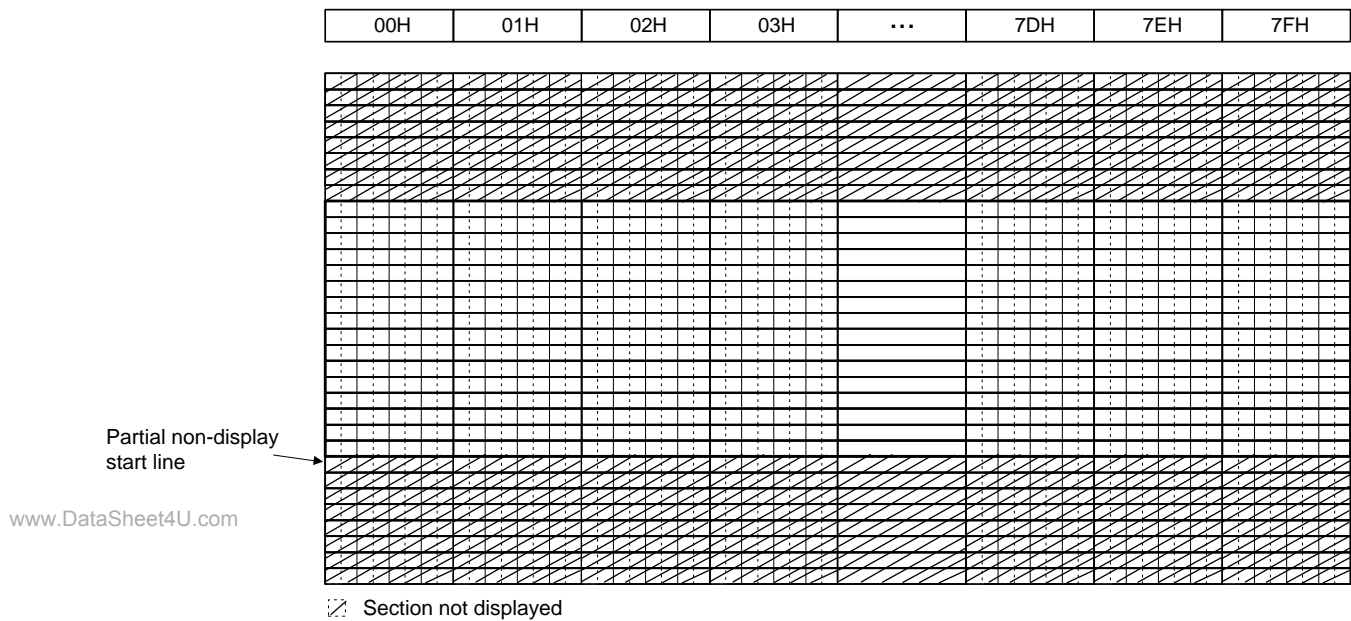 00H 01H 02H 03H ... 7DH 7EH 7FH
Partial non-display
start line
www.DataSheet4U.com
Section not displayed